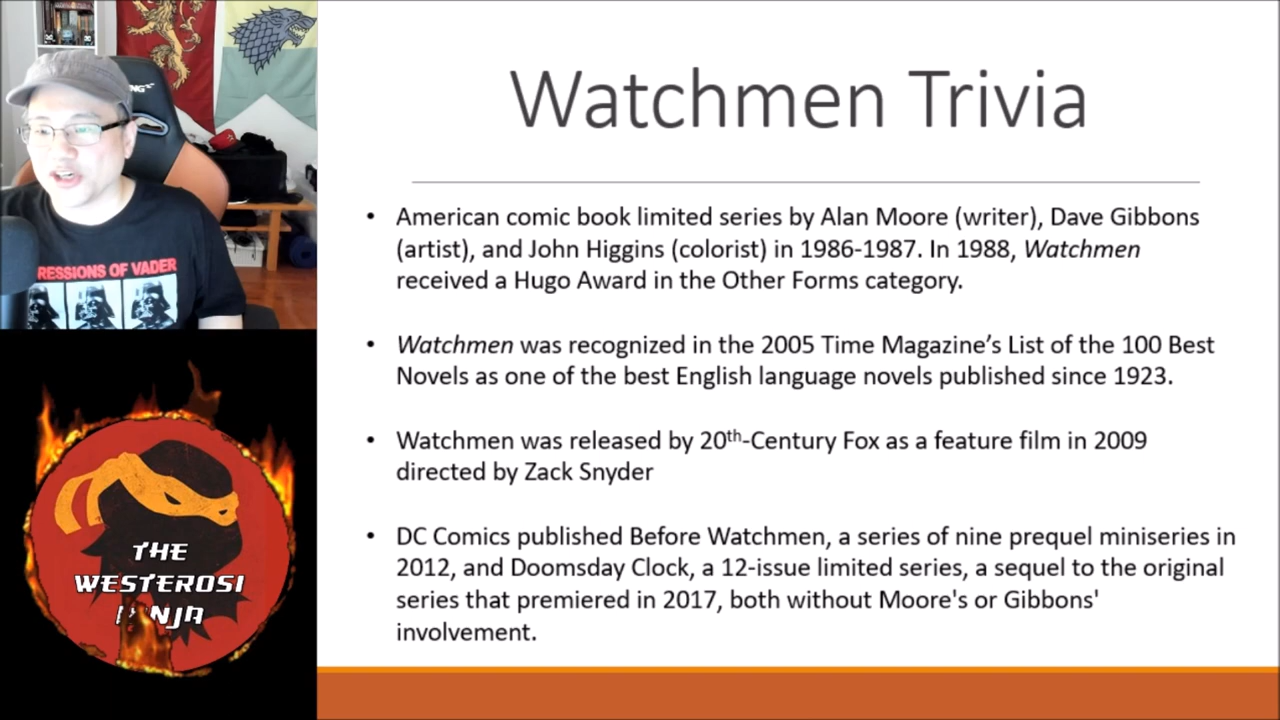 NG
RESSIONS OF VADER
THE
WESTEROSI
NJA
Watchmen Trivia
• American comic book limited series by Alan Moore (writer), Dave Gibbons
(artist), and John Higgins (colorist) in 1986-1987. In 1988, Watchmen
received a Hugo Award in the Other Forms category.
• Watchmen was recognized in the 2005 Time Magazine’s List of the 100 Best
Novels as one of the best English language novels published since 1923.
• Watchmen was released by 20th-Century Fox as a feature film in 2009
directed by Zack Snyder
• DC Comics published Before Watchmen, a series of nine prequel miniseries in
2012, and Doomsday Clock, a 12-issue limited series, a sequel to the original
series that premiered in 2017, both without Moore's or Gibbons'
involvement.